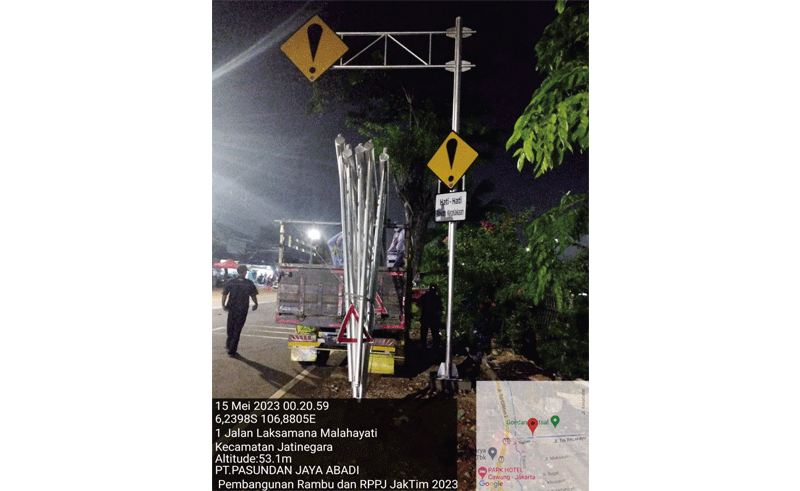 Hati - Hati
15 Mei 2023 00.20.59
6,2398S 106,8805E
1 Jalan Laksamana Malahayati
Kecamatan Jatinegara
Altitude:53.1m
PT.PASUNDAN JAYA ABADI
Pembangunan Rambu dan RPPJ JakTim 2023
Tbk
PARK HOTEL
Cawang - Jakarta
Google